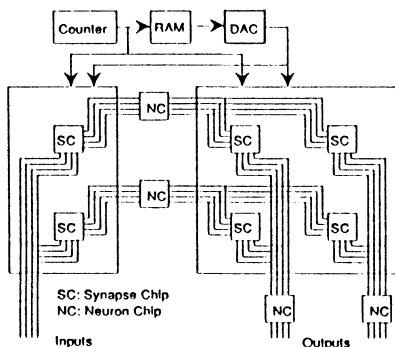 Counter RAM DAC
NC
SC SC SC
NC
SC SC SC
SC: Synapse Chip
NC: Neuron Chip
NC NC
Inputs Outputs